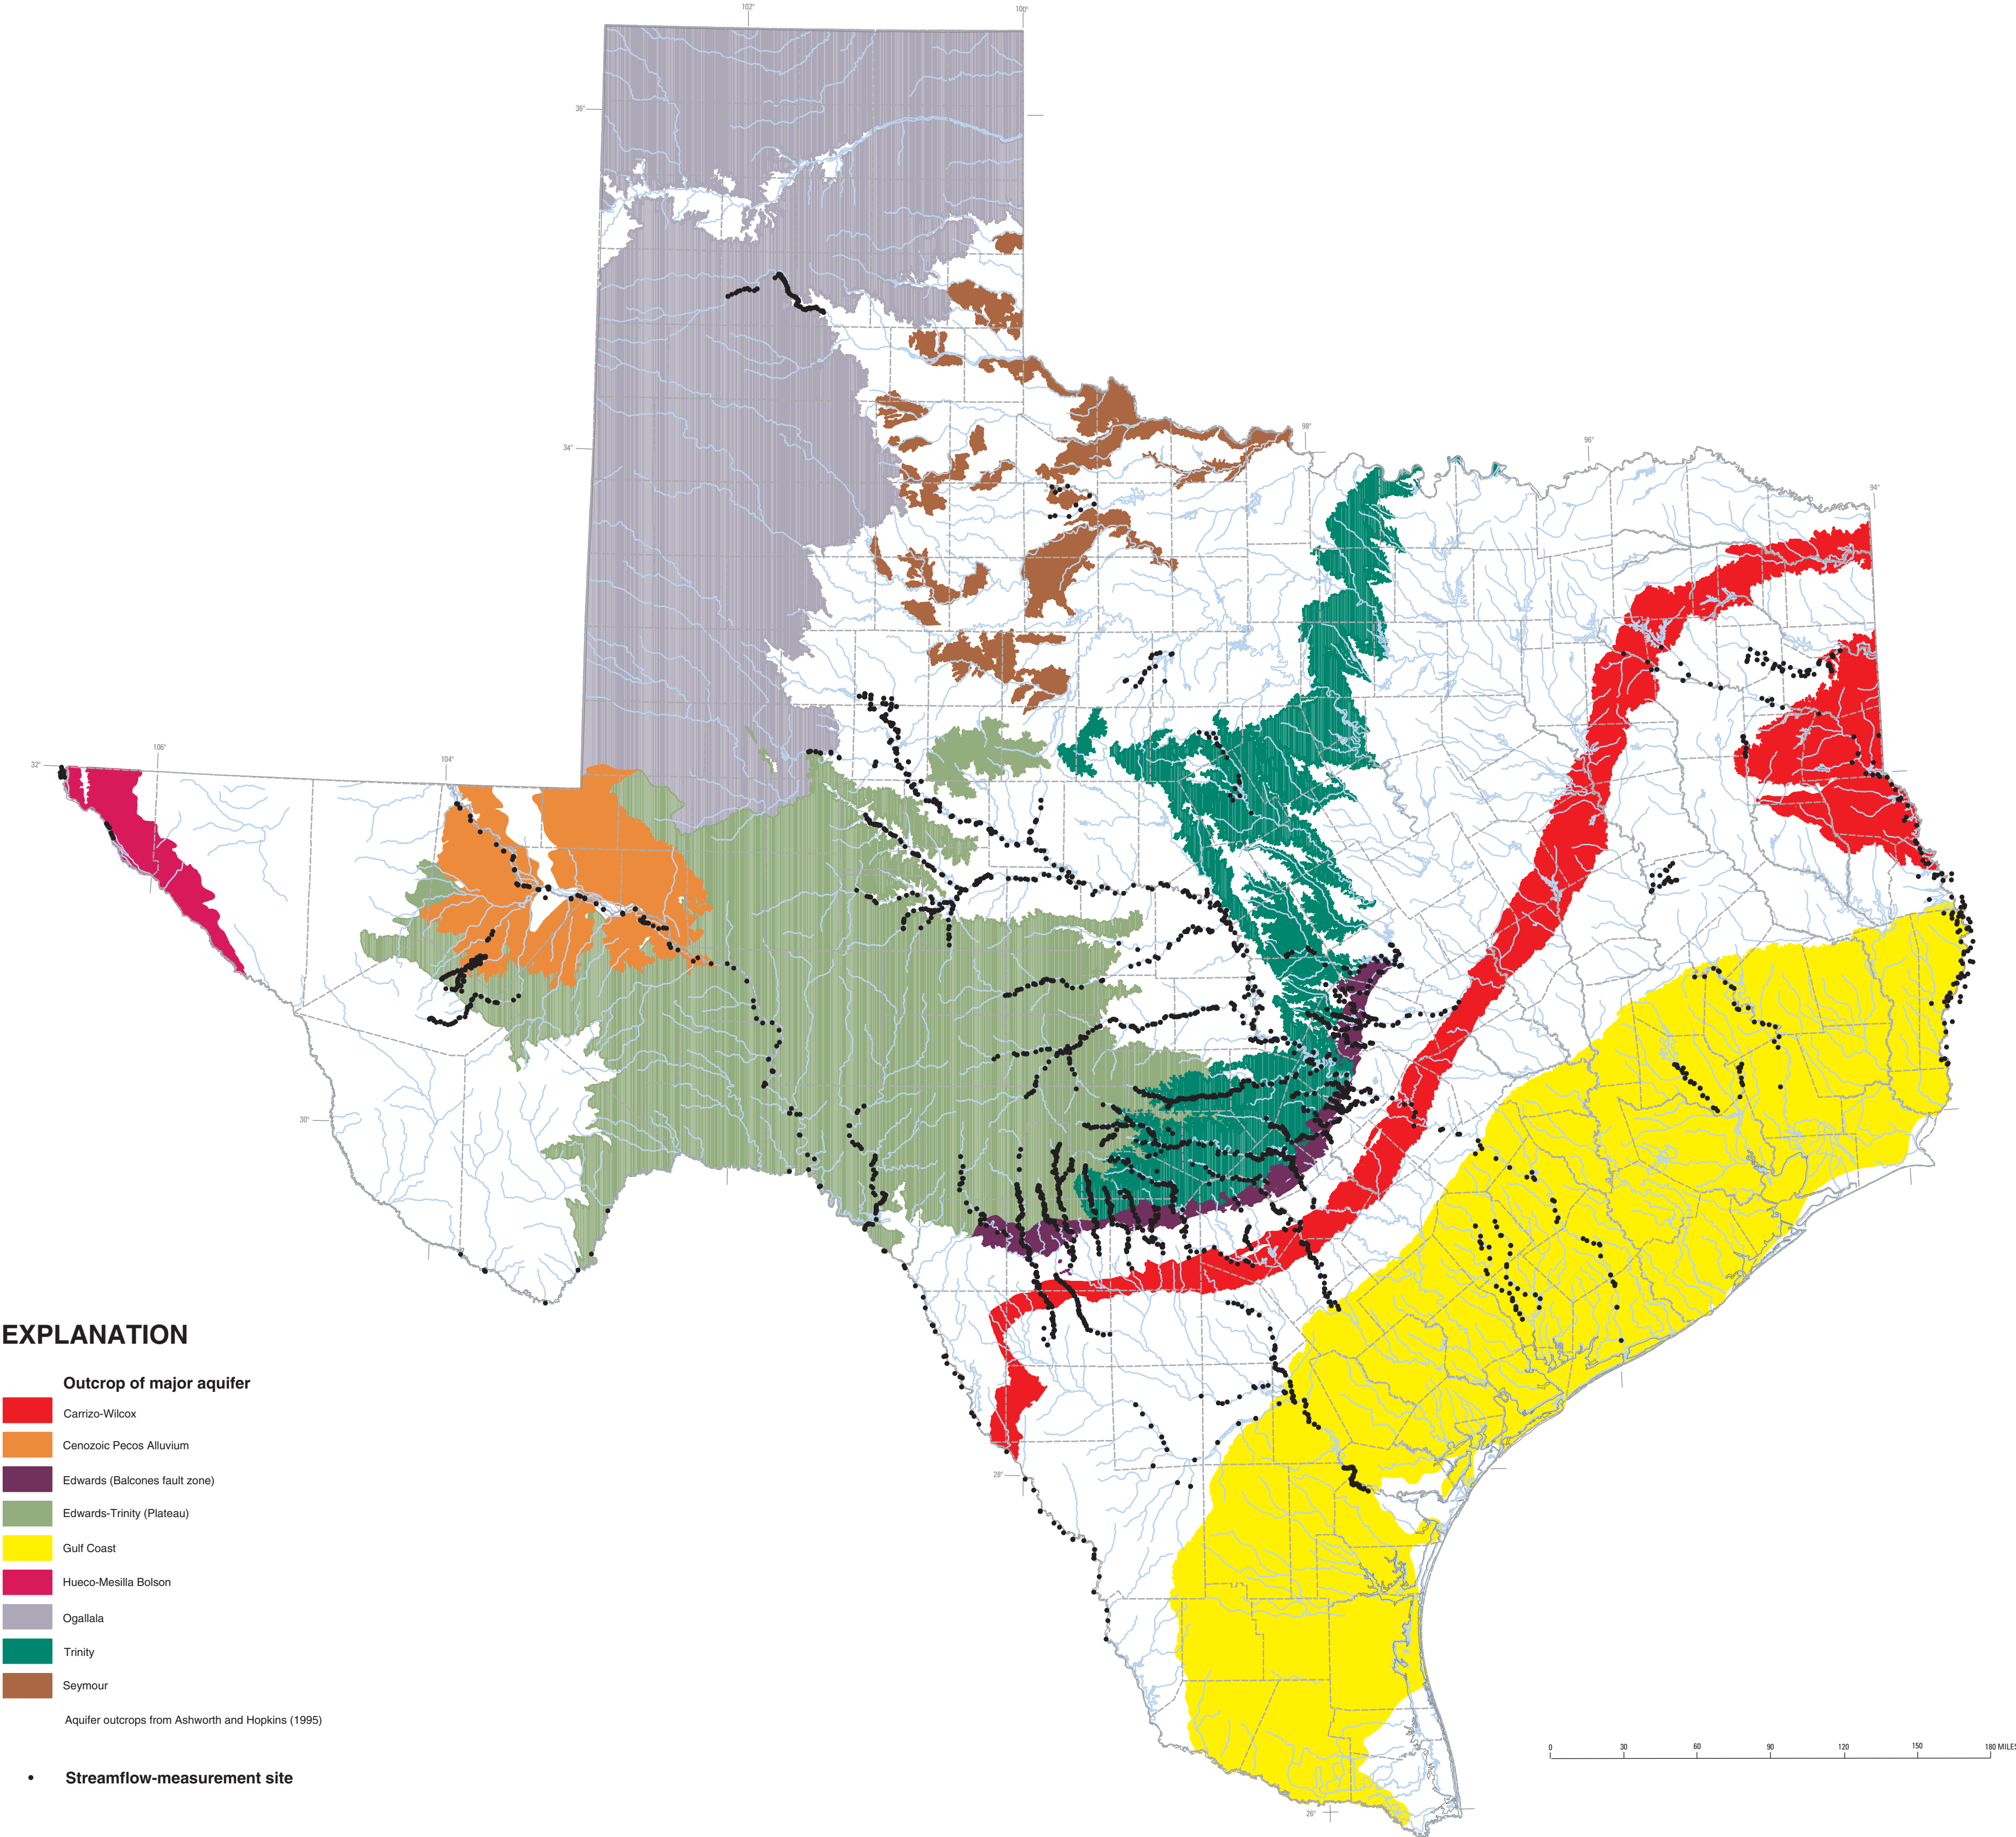 102°
100°
36°
34°
98°
96°
94°
106°
32°
104°
30°
28°
26°
EXPLANATION
Outcrop of major aquifer
Carrizo-Wilcox
Cenozoic Pecos Alluvium
Edwards (Balcones fault zone)
Edwards-Trinity (Plateau)
Gulf Coast
Hueco-Mesilla Bolson
Ogallala
Trinity
Seymour
Aquifer outcrops from Ashworth and Hopkins (1995)
Streamflow-measurement site
0 30 60 90 120 150 180 MILES